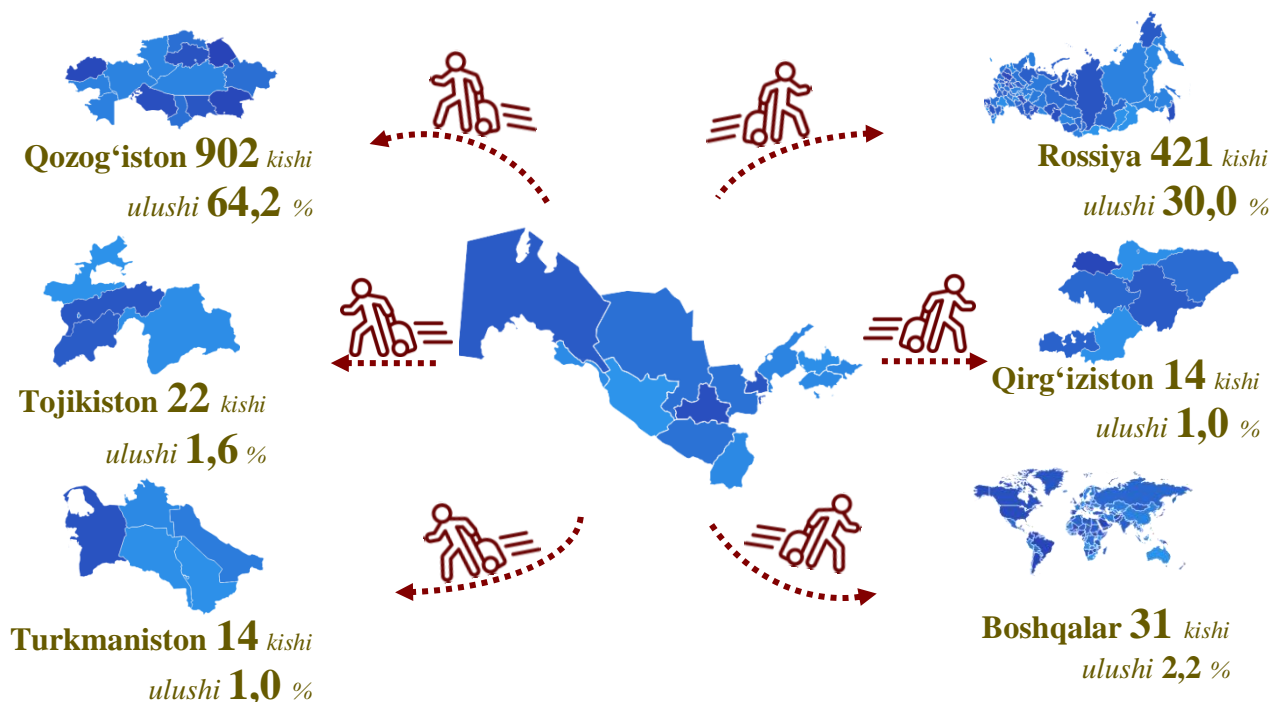 Qozog‘iston 902 kishi
ulushi 64,2 %
Rossiya 421 kishi
ulushi 30,0 %
Tojikiston 22 kishi
ulushi 1,6 %
Qirg‘iziston 14 kishi
ulushi 1,0 %
Turkmaniston 14 kishi
ulushi 1,0 %
Boshqalar 31 kishi
ulushi 2,2 %